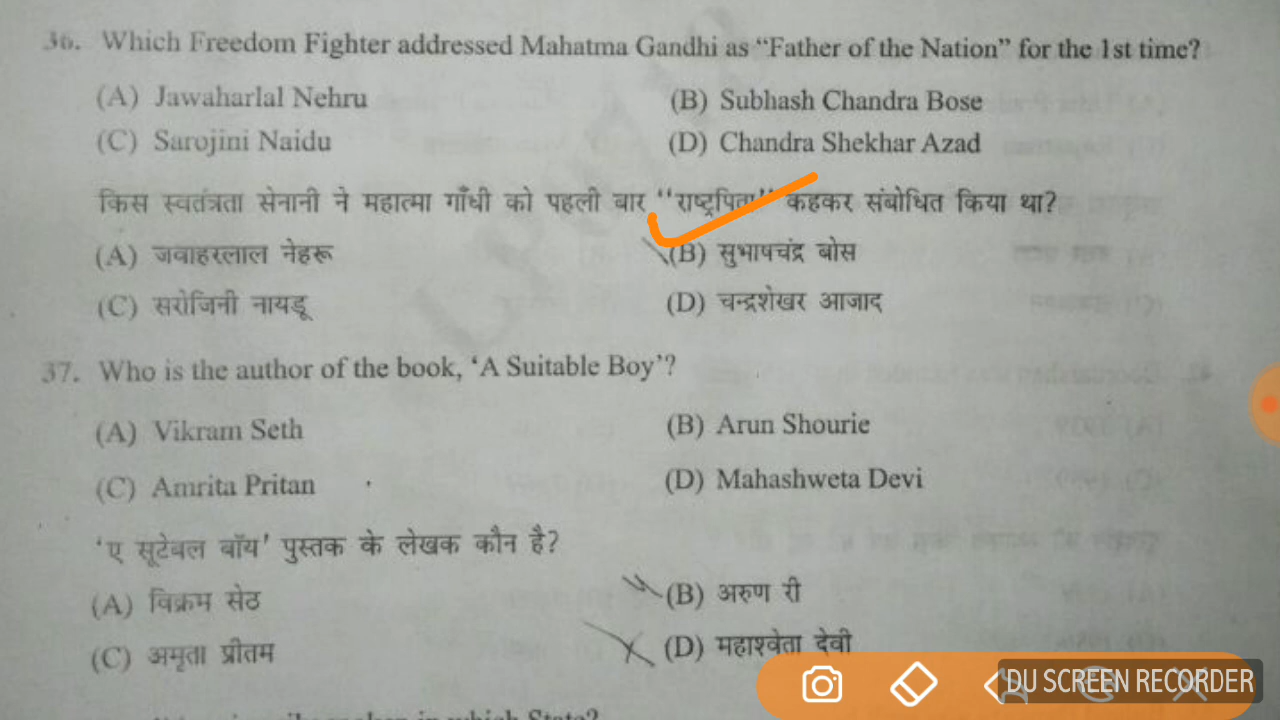 36. Which Freedom Fighter addressed Mahatma Gandhi as “Father of the Nation” for the 1st time?
(A) Jawaharlal Nehru (B) Subhash Chandra Bose
(C) Sarojini Naidu (D) Chandra Shekhar Azad
किस स्वतंत्रता सेनानी ने महात्मा गाँधी को पहली बार ‘‘राष्ट्रपिता’’ कहकर संबोधित किया था?
(A) जवाहरलाल नेहरू (B) सुभाषचंद्र बोस
(C) सरोजिनी नायडू (D) चन्द्रशेखर आजाद
37. Who is the author of the book, ‘A Suitable Boy’?
(A) Vikram Seth (B) Arun Shourie
(C) Amrita Pritan (D) Mahashweta Devi
‘ए सूटेबल बॉय’ पुस्तक के लेखक कौन है?
(A) विक्रम सेठ (B) अरुण री
(C) अमृता प्रीतम (D) महाश्वेता देवी
in which State?
DU SCREEN RECORDER